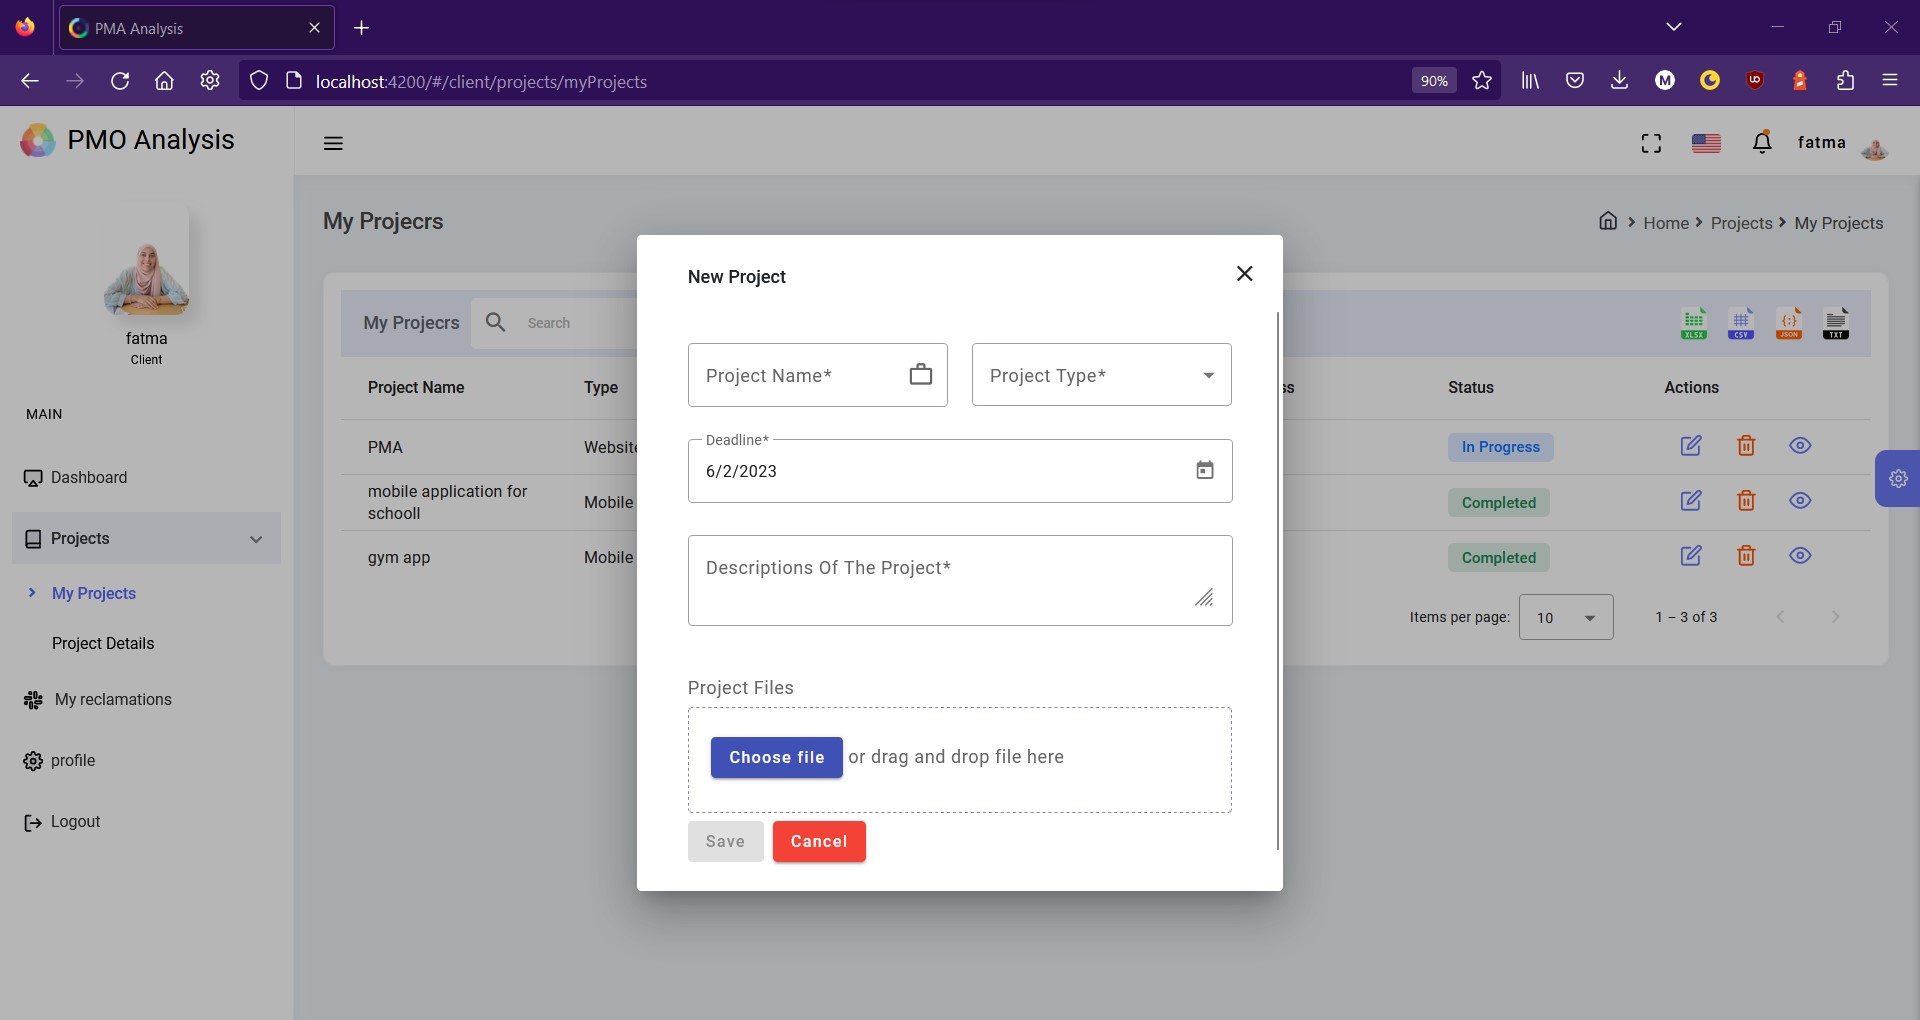 PMA Analysis
localhost:4200/#/client/projects/myProjects
90%
PMO Analysis
fatma
fatma
Client
MAIN
Dashboard
Projects
My Projects
Project Details
My reclamations
profile
Logout
My Projecrs
Home
Projects
My Projects
My Projecrs
Search
XLSX
CSV
JSON
TXT
Project Name
Type
ss
Status
Actions
PMA
Website
In Progress
mobile application for
schooll
Mobile
Completed
gym app
Mobile
Completed
Items per page:
10
1 – 3 of 3
New Project
Project Name*
Project Type*
Deadline*
6/2/2023
Descriptions Of The Project*
Project Files
Choose file
or drag and drop file here
Save
Cancel